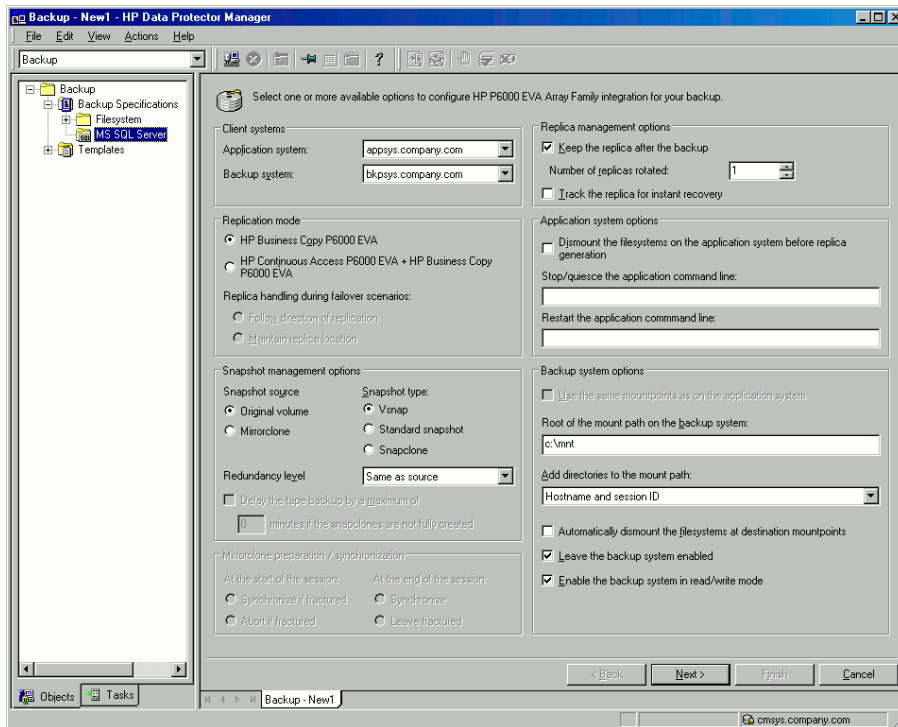 Backup - New1 - HP Data Protector Manager
File Edit View Actions Help
Backup
Backup
Backup Specifications
Filesystem
MS SQL Server
Templates
Select one or more available options to configure HP P6000 EVA Array Family integration for your backup.
Client systems
Application system: appsys.company.com
Backup system: bkpsys.company.com
Replication mode
HP Business Copy P6000 EVA
HP Continuous Access P6000 EVA + HP Business Copy
P6000 EVA
Replica handling during failover scenarios:
Follow direction of replication
Maintain replica location
Snapshot management options
Snapshot source Snapshot type:
Original volume Vsnap
Mirrorclone Standard snapshot
Snapclone
Redundancy level Same as source
Delay the tape backup by a maximum of
0 minutes if the snapclones are not fully created
Mirrorclone preparation / synchronization
At the start of the session: At the end of the session:
Synchronize if fractured Synchronize
Abort if fractured Leave fractured
Replica management options
Keep the replica after the backup
Number of replicas rotated: 1
Track the replica for instant recovery
Application system options
Dismount the filesystems on the application system before replica
generation
Stop/quiesce the application command line:
Restart the application commmand line:
Backup system options
Use the same mountpoints as on the application system
Root of the mount path on the backup system:
c:\mnt
Add directories to the mount path:
Hostname and session ID
Automatically dismount the filesystems at destination mountpoints
Leave the backup system enabled
Enable the backup system in read/write mode
< Back Next > Finish Cancel
Objects Tasks
Backup - New1
cmsys.company.com